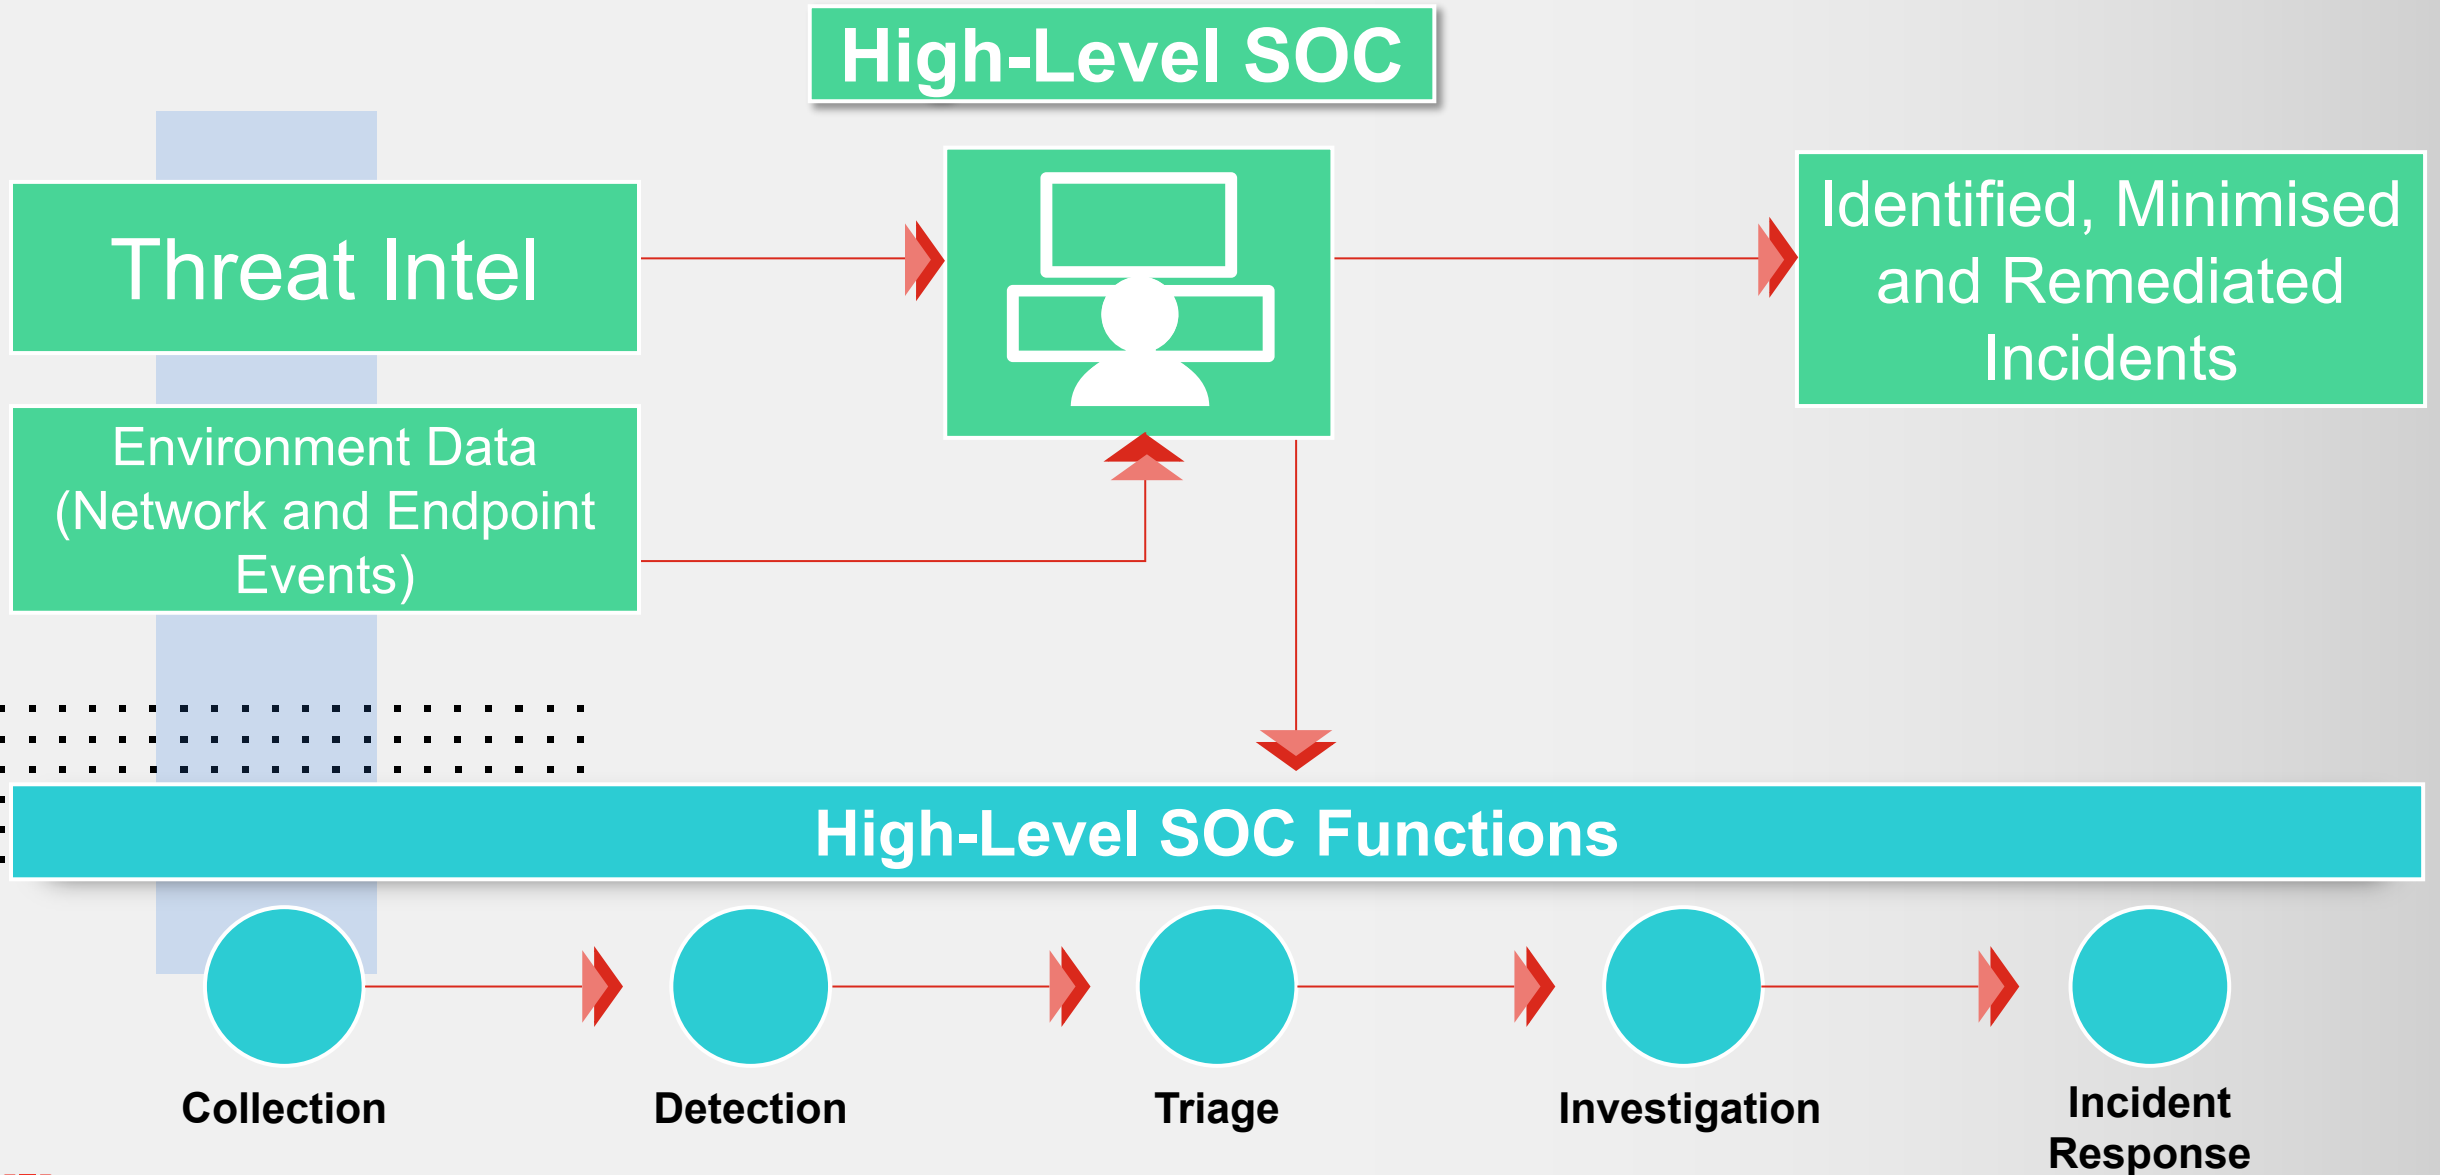 High-Level SOC
Threat Intel
Identified, Minimised
and Remediated
Incidents
Environment Data
(Network and Endpoint
Events)
High-Level SOC Functions
Collection
Detection
Triage
Investigation
Incident
Response